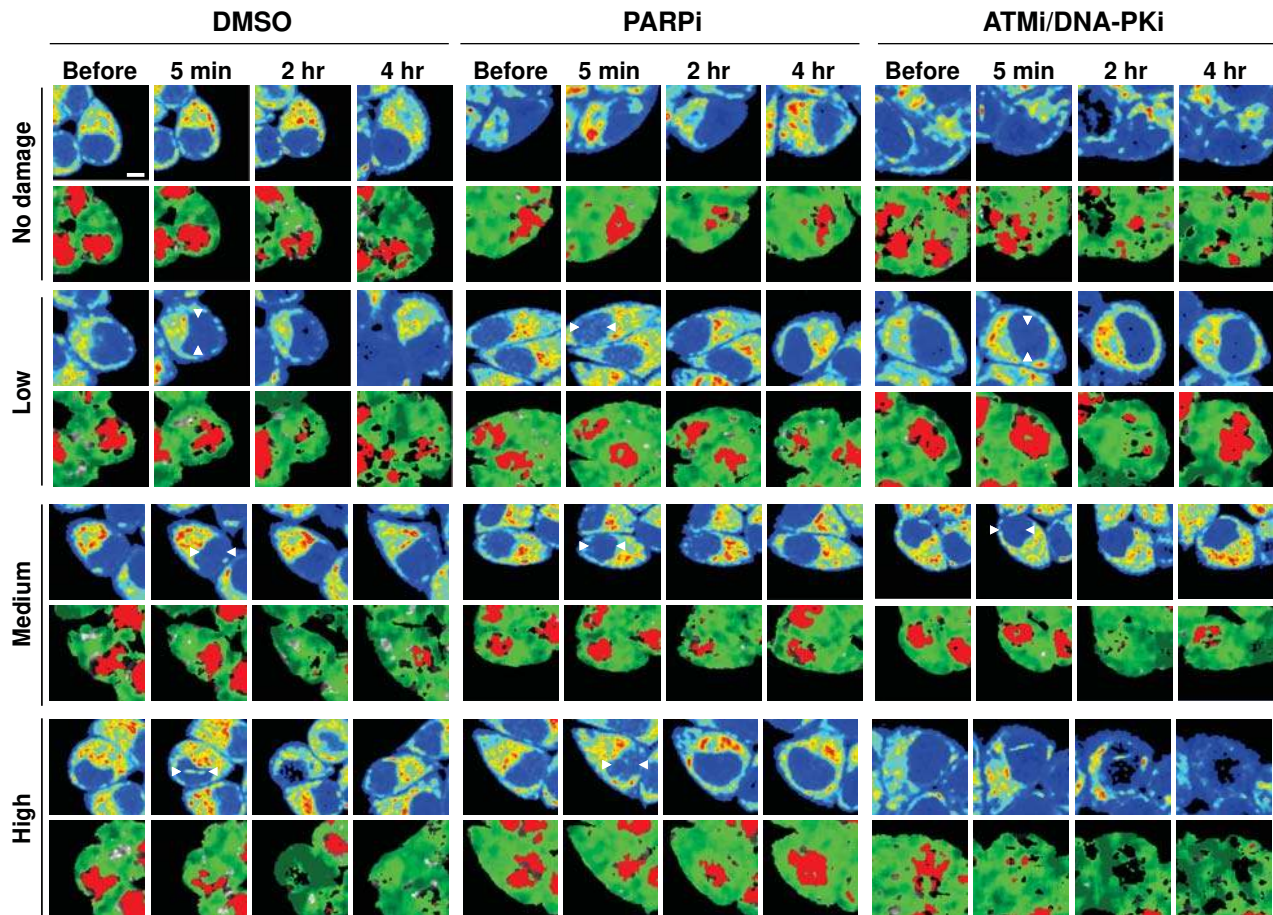 DMSO PARPi ATMi/DNA-PKi
Before 5 min 2 hr 4 hr Before 5 min 2 hr 4 hr Before 5 min 2 hr 4 hr
No damage
Low
Medium
High